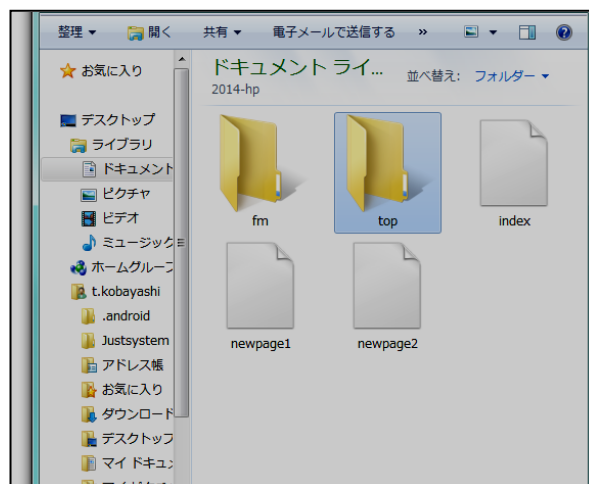 整理 ▼ 開く 共有 ▼ 電子メールで送信する »
お気に入り
デスクトップ
ライブラリ
ドキュメント
ピクチャ
ビデオ
ミュージック
ホームグループ
t.kobayashi
.android
Justsystem
アドレス帳
お気に入り
ダウンロード
デスクトップ
マイ ドキュ
ドキュメント ライ...
2014-hp
並べ替え: フォルダー ▼
fm top index
newpage1 newpage2